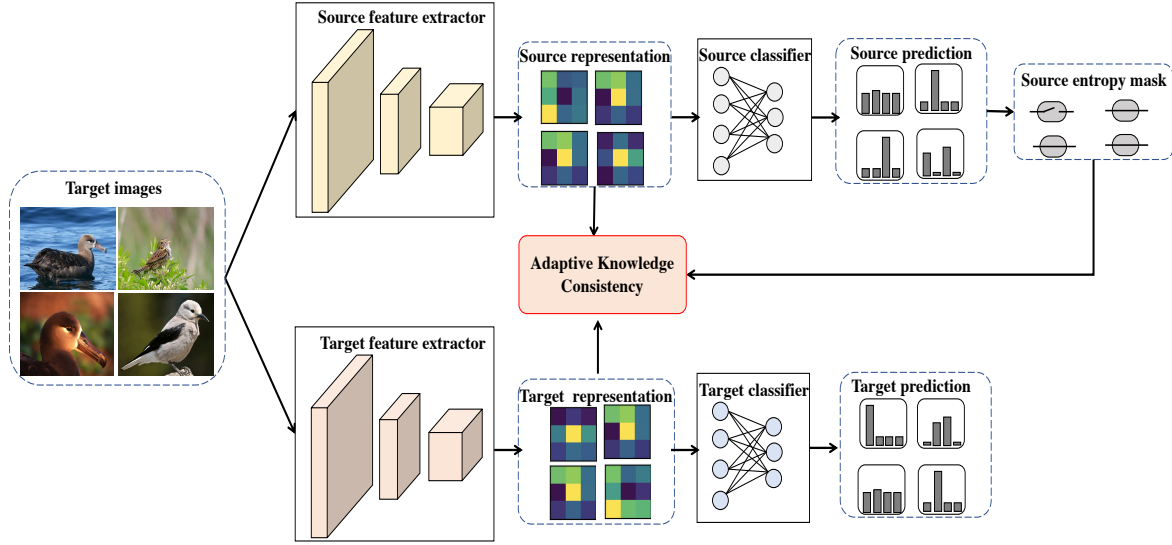 Source feature extractor
Source representation
Source classifier
Source prediction
Source entropy mask
Target images
Adaptive Knowledge
Consistency
Target feature extractor
Target representation
Target classifier
Target prediction